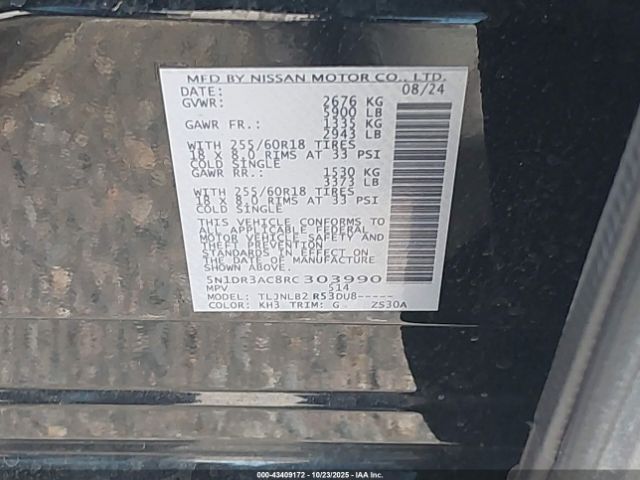 MFD BY NISSAN MOTOR CO., LTD.
DATE: 08/24
GVWR: 2676 KG
5900 LB
GAWR FR.: 1335 KG
2943 LB
WITH 255/60R18 TIRES
18 X 8.0 RIMS AT 33 PSI
COLD SINGLE
GAWR RR.: 1530 KG
3373 LB
WITH 255/60R18 TIRES
18 X 8.0 RIMS AT 33 PSI
COLD SINGLE
THIS VEHICLE CONFORMS TO
ALL APPLICABLE FEDERAL
MOTOR VEHICLE SAFETY AND
THEFT PREVENTION
STANDARDS IN EFFECT ON
THE DATE OF MANUFACTURE
SHOWN ABOVE.
5N1DR3AC8RC303990
MPV 514
MODEL: TLJNLB2 R53DU8-----
COLOR: KH3 TRIM: G ZS30A
000-43409172 - 10/23/2025 - IAAI.com